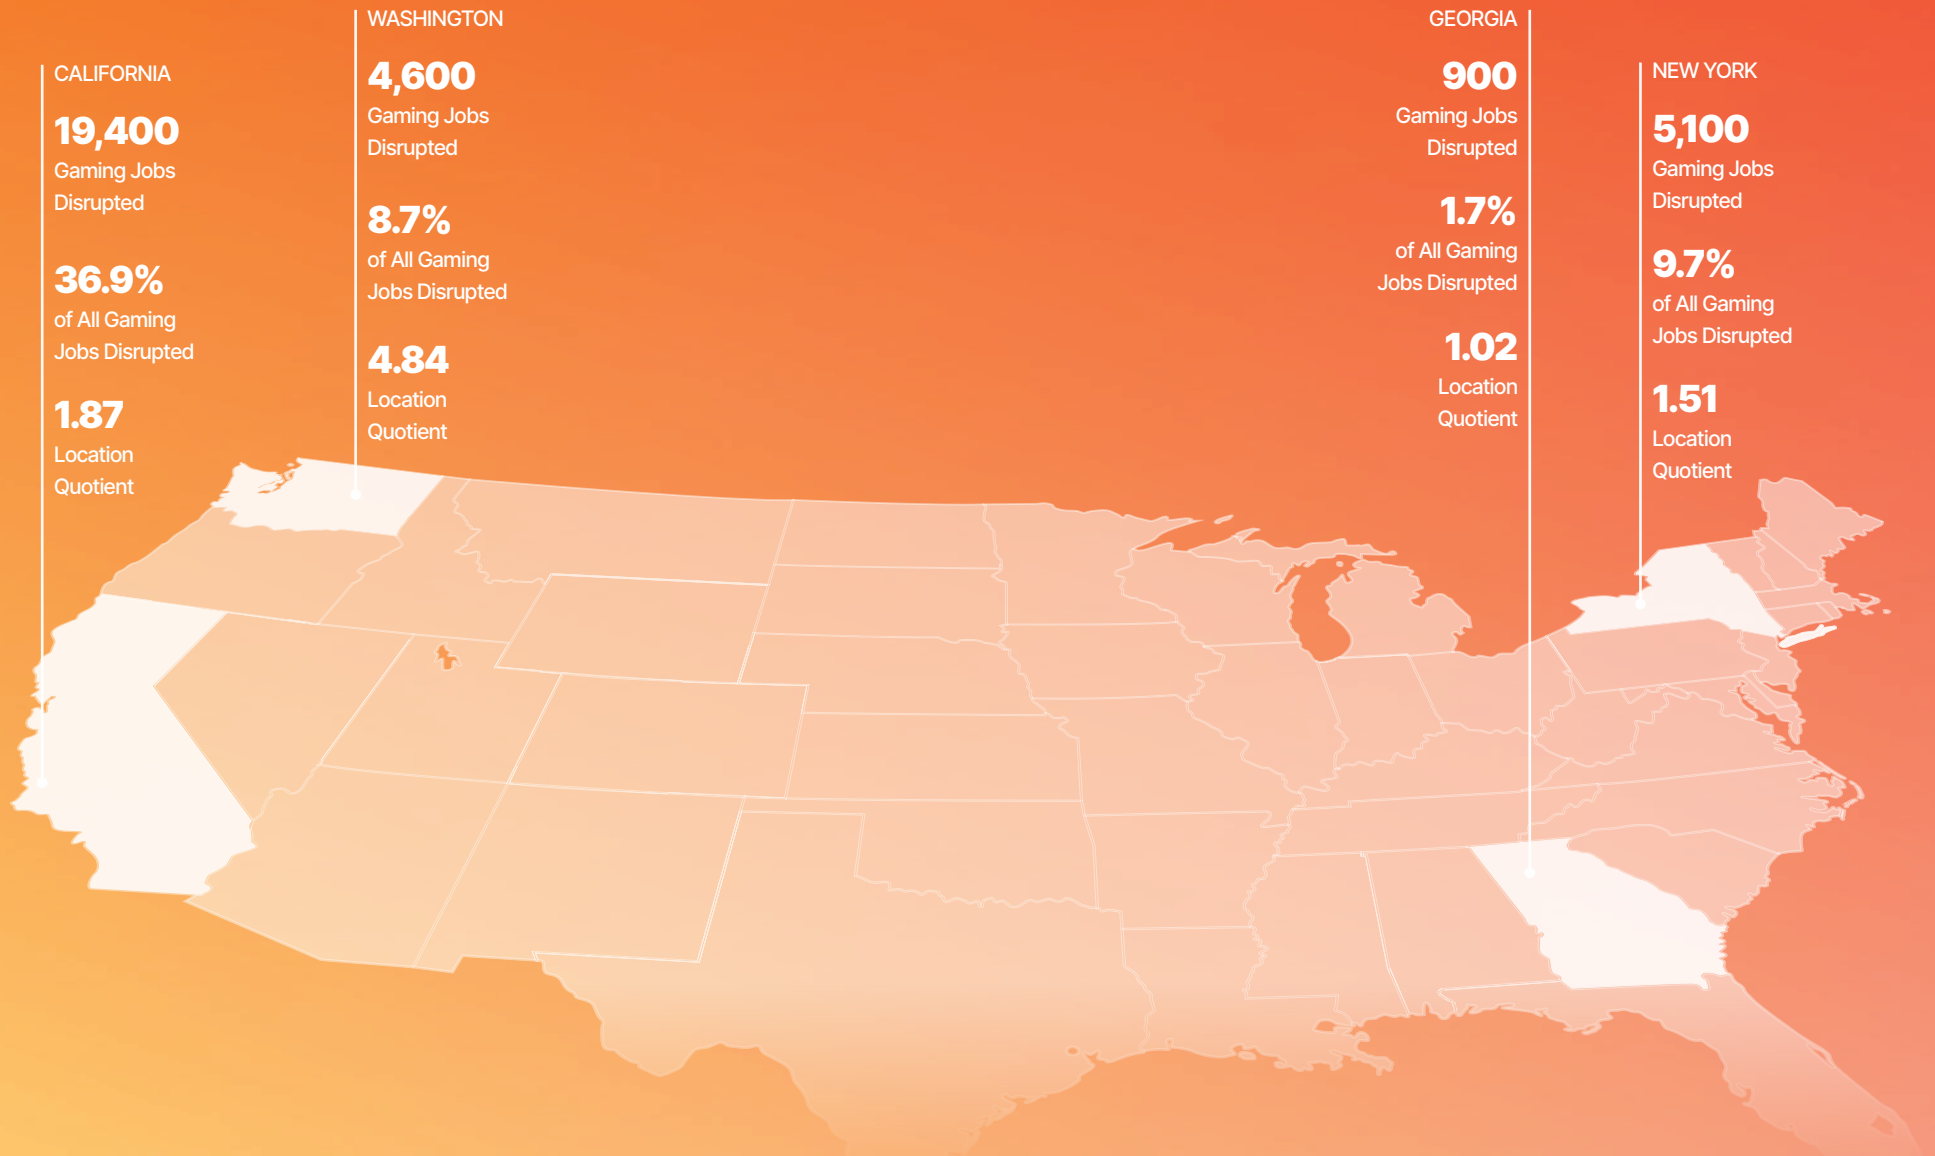 CALIFORNIA
19,400
Gaming Jobs
Disrupted
36.9%
of All Gaming
Jobs Disrupted
1.87
Location
Quotient
WASHINGTON
4,600
Gaming Jobs
Disrupted
8.7%
of All Gaming
Jobs Disrupted
4.84
Location
Quotient
GEORGIA
900
Gaming Jobs
Disrupted
1.7%
of All Gaming
Jobs Disrupted
1.02
Location
Quotient
NEW YORK
5,100
Gaming Jobs
Disrupted
9.7%
of All Gaming
Jobs Disrupted
1.51
Location
Quotient